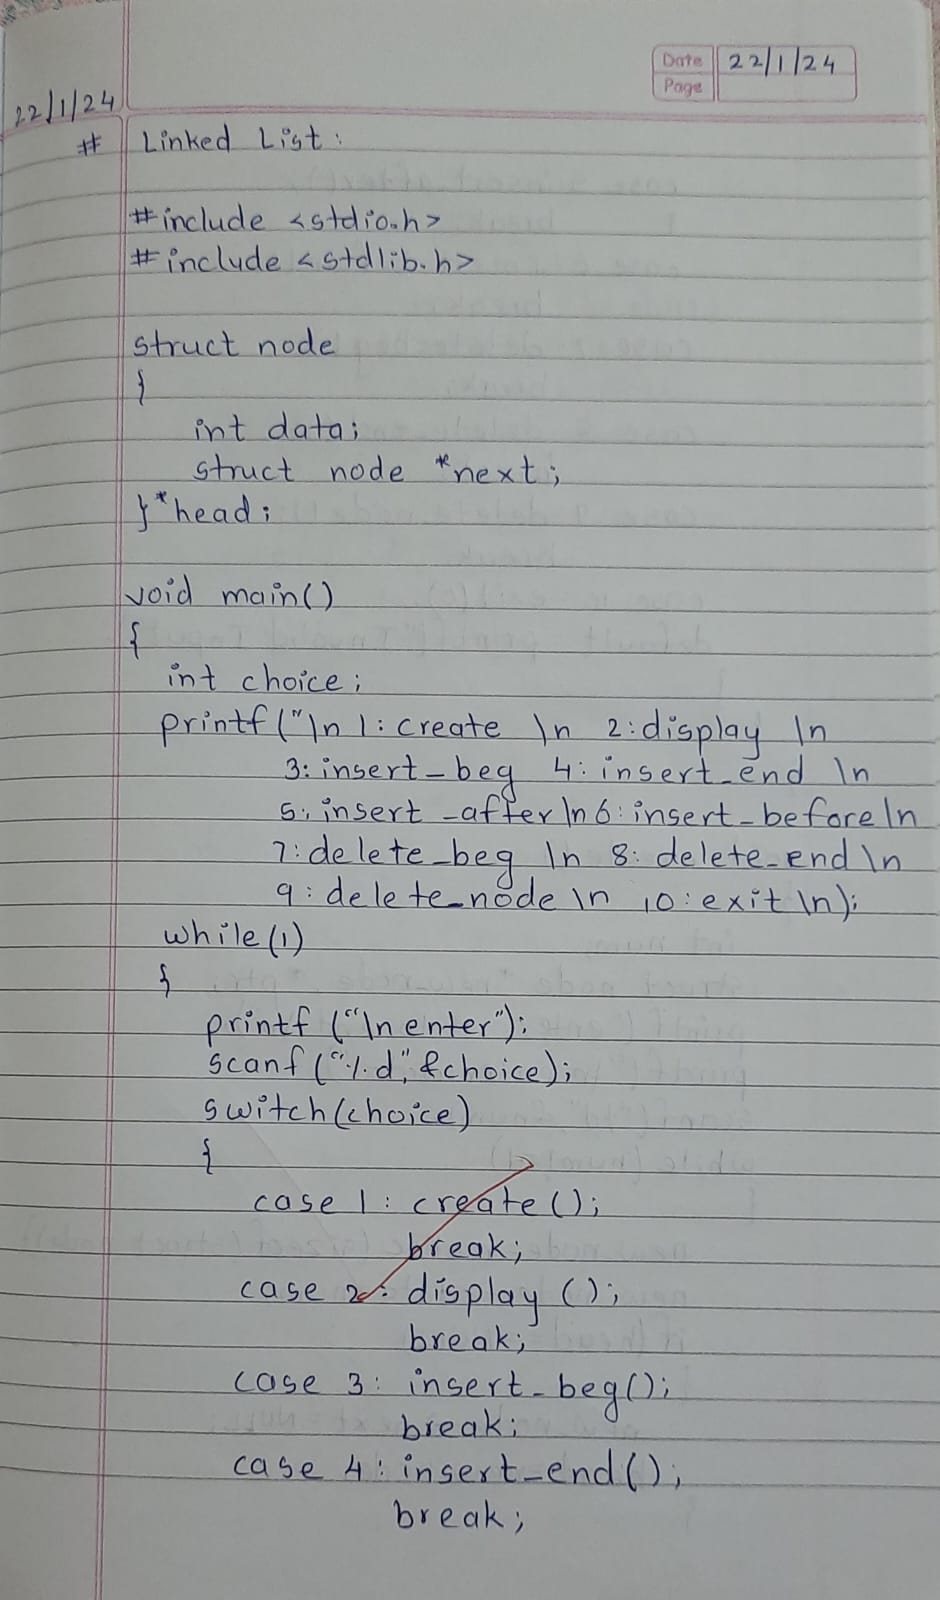 Date 22/1/24
Page
22/1/24
# Linked List:
#include <stdio.h>
#include <stdlib.h>
struct node
{
int data;
struct node *next;
}*head;
void main()
{
int choice;
printf("\n 1: create \n 2:display \n
3: insert_beg 4: insert_end \n
5: insert_after\n 6: insert_before\n
7: delete_beg \n 8: delete_end \n
9: delete_node \n 10: exit \n);
while(1)
{
printf ("\n enter");
scanf ("%d", &choice);
switch(choice)
{
case 1: create();
break;
case 2: display ();
break;
case 3: insert_beg();
break;
case 4: insert_end();
break;